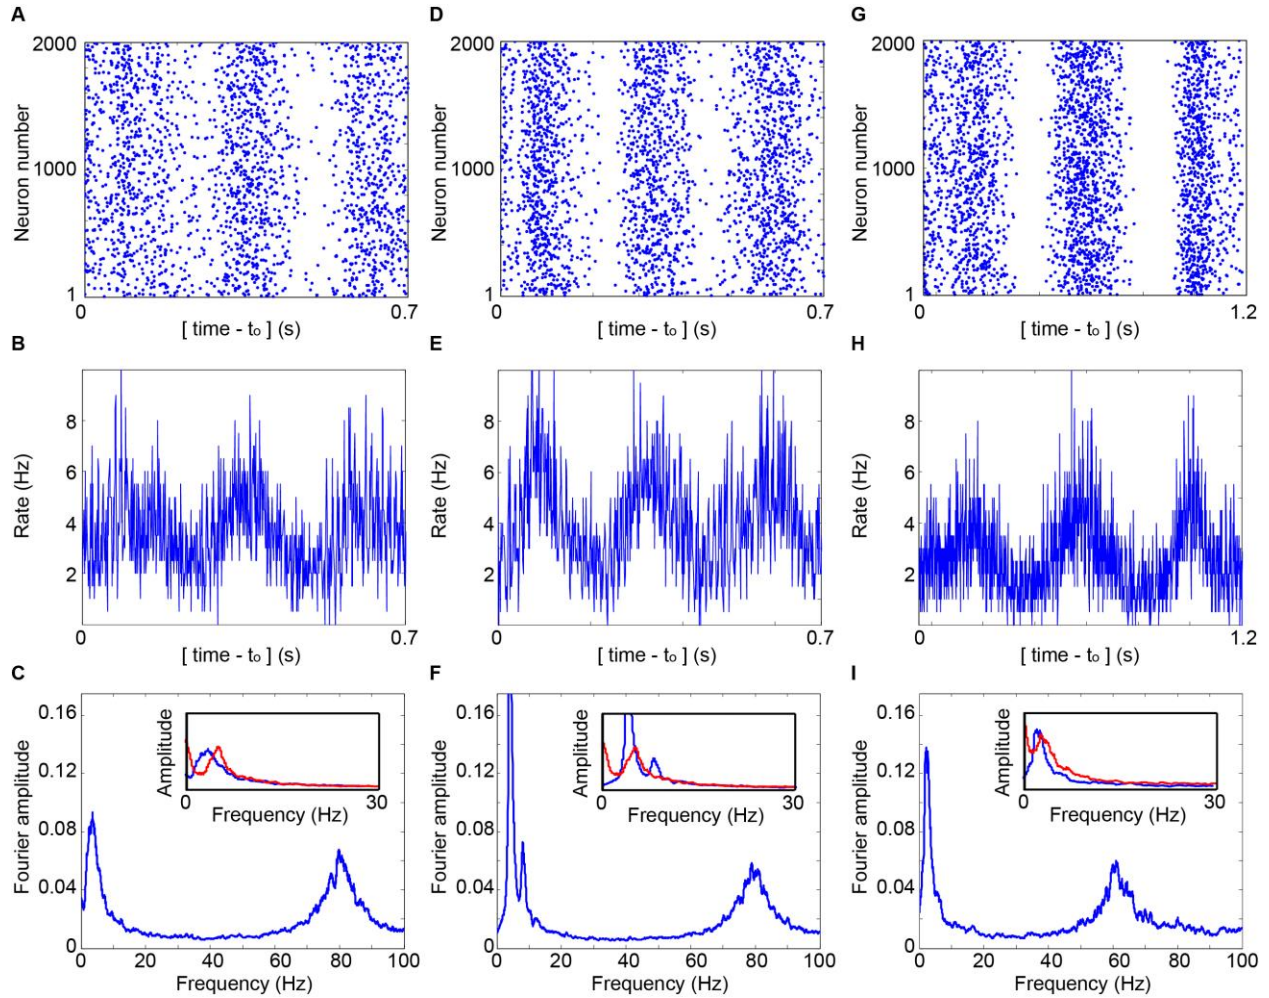 A
D
G
2000
1000
1
Neuron number
0
0.7
[ time - to ] (s)
2000
1000
1
Neuron number
0
0.7
[ time - to ] (s)
2000
1000
1
Neuron number
0
1.2
[ time - to ] (s)
B
E
H
8
6
4
2
Rate (Hz)
0
0.7
[ time - to ] (s)
8
6
4
2
Rate (Hz)
0
0.7
[ time - to ] (s)
8
6
4
2
Rate (Hz)
0
1.2
[ time - to ] (s)
C
F
I
0.16
0.12
0.08
0.04
0
Fourier amplitude
Amplitude
0
30
Frequency (Hz)
0
20
40
60
80
100
Frequency (Hz)
0.16
0.12
0.08
0.04
0
Fourier amplitude
Amplitude
0
30
Frequency (Hz)
0
20
40
60
80
100
Frequency (Hz)
0.16
0.12
0.08
0.04
0
Fourier amplitude
Amplitude
0
30
Frequency (Hz)
0
20
40
60
80
100
Frequency (Hz)